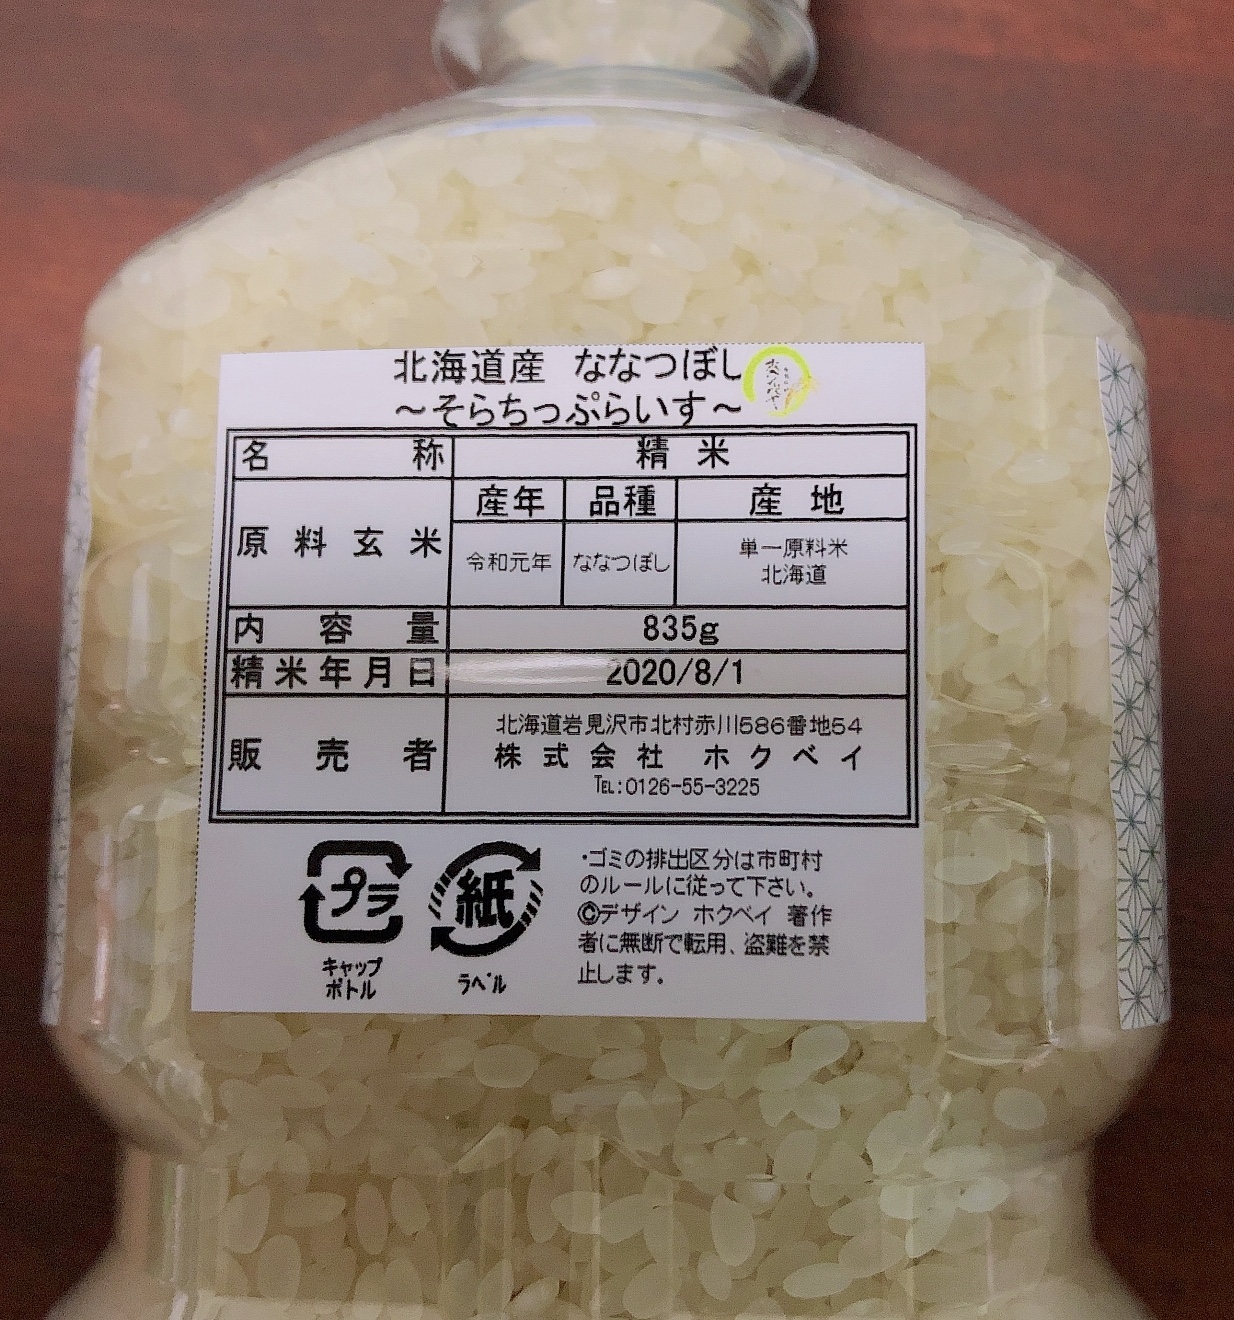 北海道産 ななつぼし
～そらちっぷらいす～
名称 精米
原料玄米 産年 品種 産地
令和元年 ななつぼし 単一原料米
北海道
内容量 835g
精米年月日 2020/8/1
販売者 北海道岩見沢市北村赤川586番地54
株式会社 ホクベイ
TEL:0126-55-3225
プラ
キャップ
ボトル
紙
ラベル
・ゴミの排出区分は市町村
のルールに従って下さい。
©デザイン ホクベイ 著作
者に無断で転用、盗難を禁
止します。